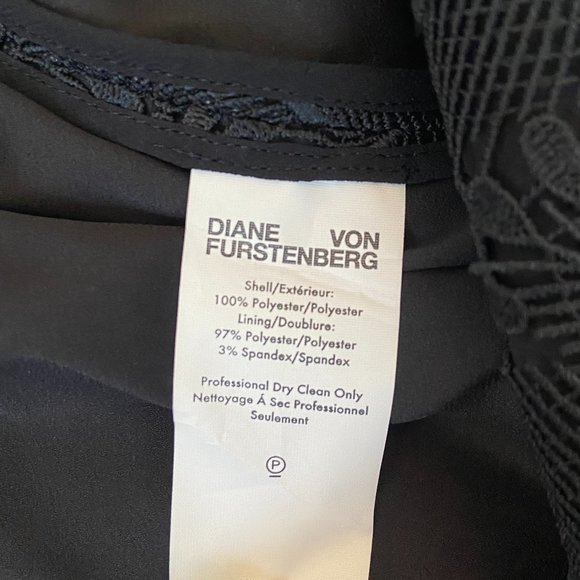 DIANE VON
FURSTENBERG
Shell/Extérieur:
100% Polyester/Polyester
Lining/Doublure:
97% Polyester/Polyester
3% Spandex/Spandex
Professional Dry Clean Only
Nettoyage Á Sec Professionnel
Seulement
P